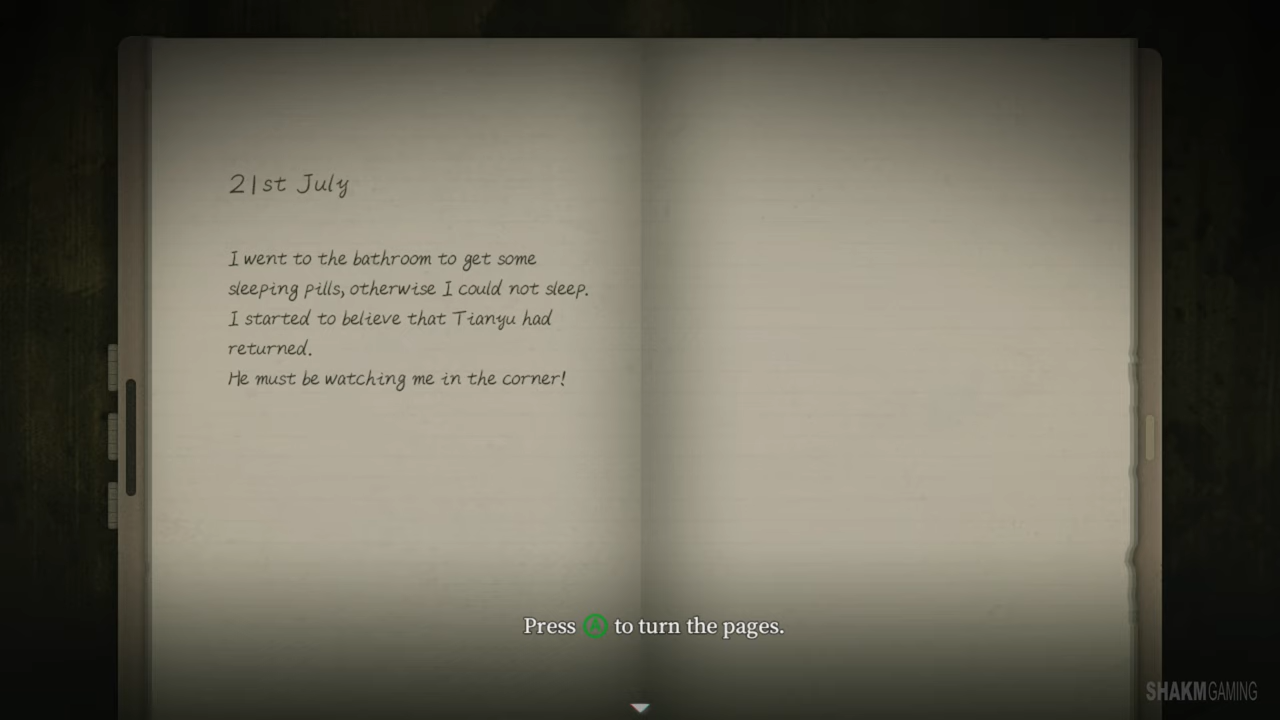 21st July
I went to the bathroom to get some
sleeping pills, otherwise I could not sleep.
I started to believe that Tianyu had
returned.
He must be watching me in the corner!
Press A to turn the pages.
SHAKMGAMING